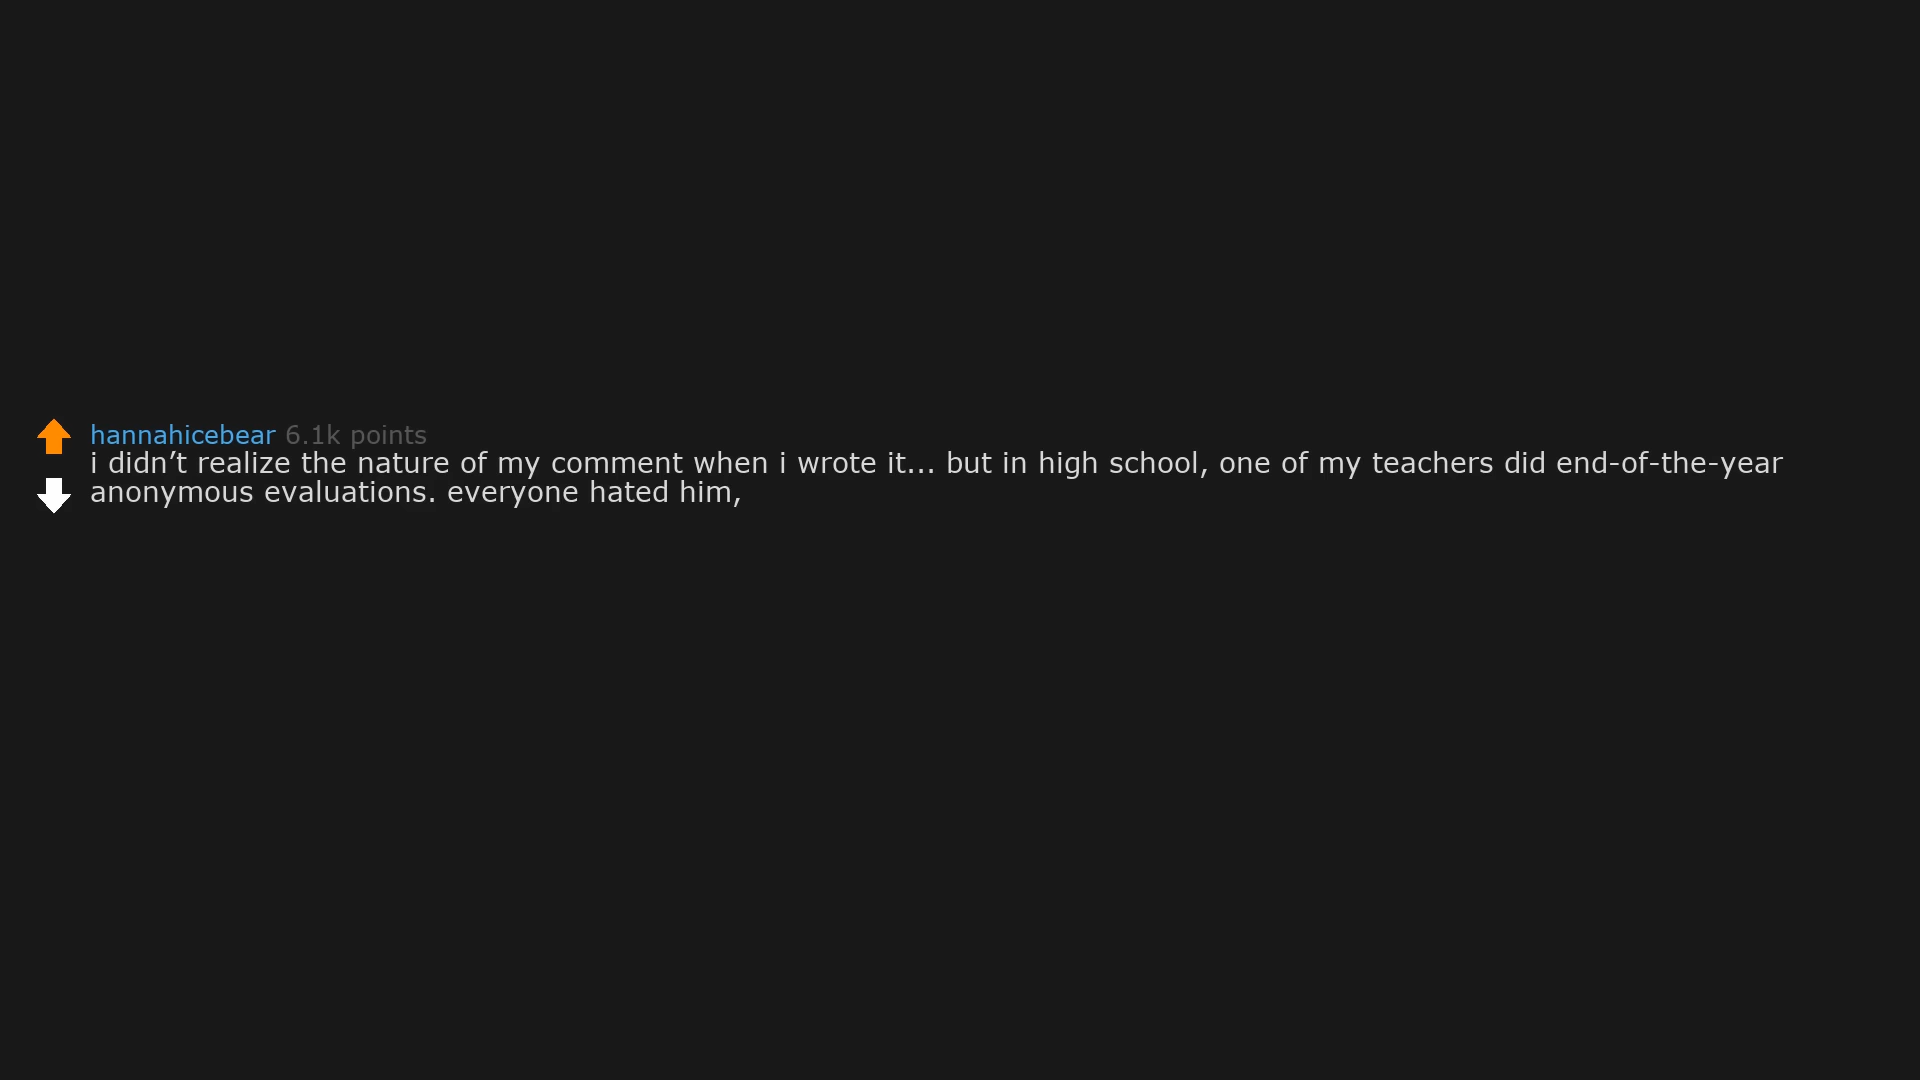 hannahicebear 6.1k points
i didn’t realize the nature of my comment when i wrote it... but in high school, one of my teachers did end-of-the-year
anonymous evaluations. everyone hated him,